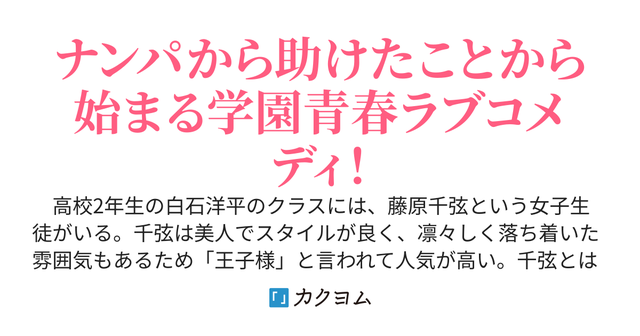 ナンパから助けたことから
始まる学園青春ラブコメ
ディ!
高校2年生の白石洋平のクラスには、藤原千弦という女子生
徒がいる。千弦は美人でスタイルが良く、凛々しく落ち着いた
雰囲気もあるため「王子様」と言われて人気が高い。千弦とは
「」カクヨム